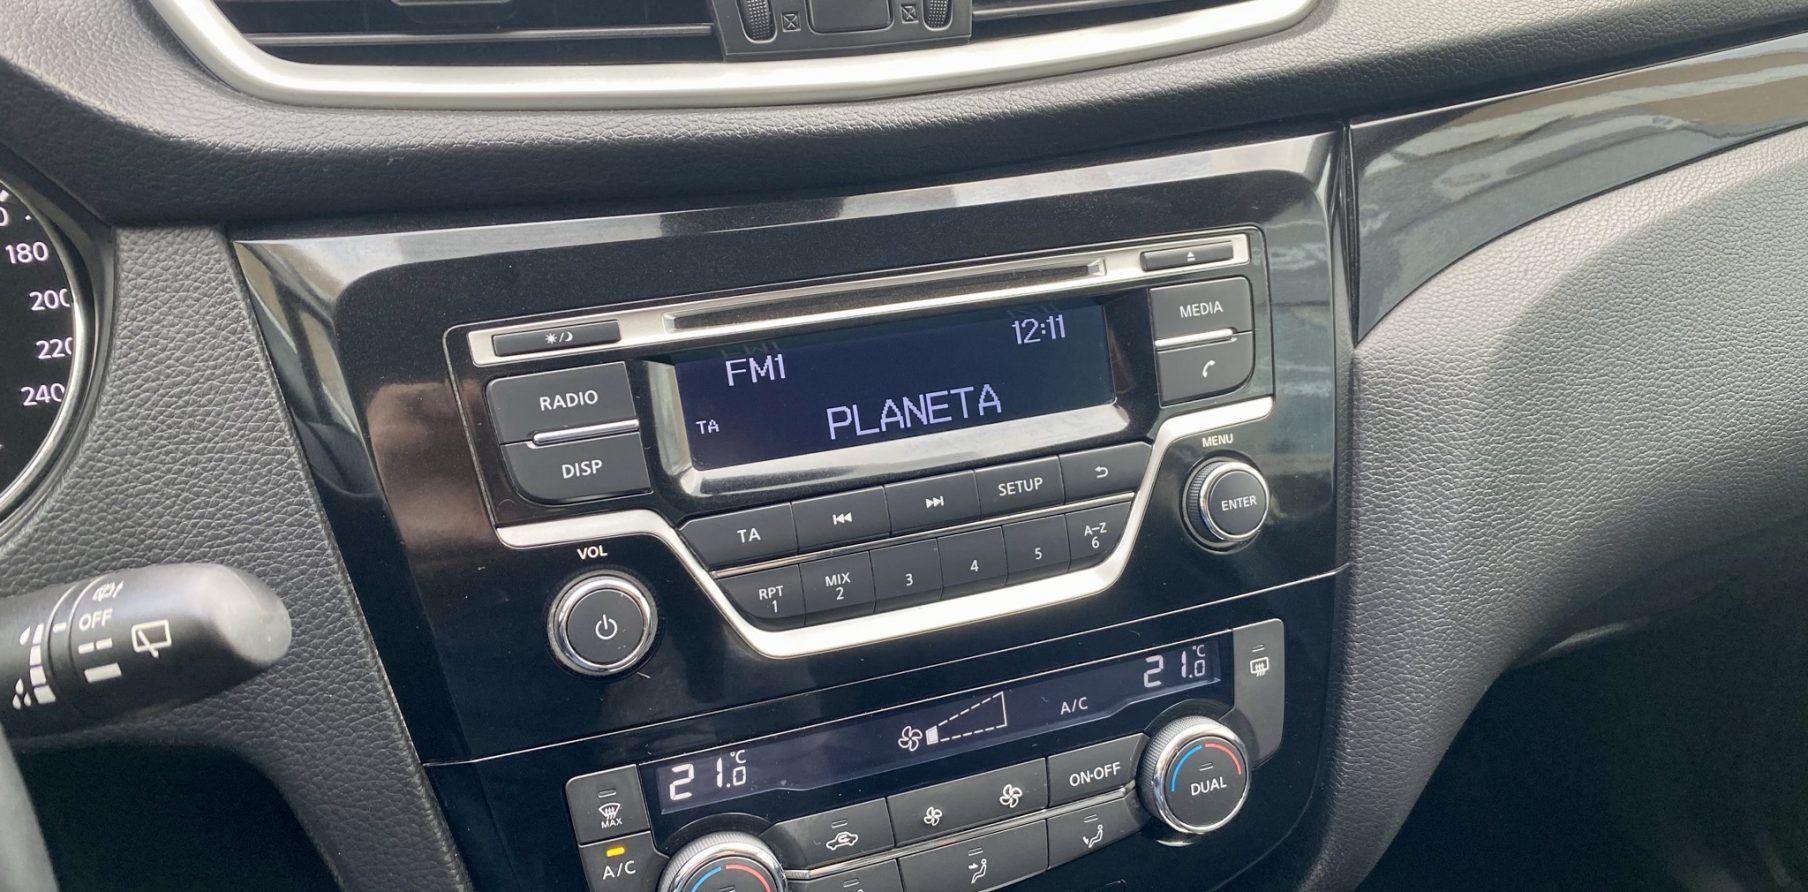 180
200
220
240
OFF
RADIO
DISP
VOL
FM1
12:11
TA
PLANETA
MEDIA
MENU
ENTER
TA
SETUP
RPT
1
MIX
2
3
4
5
A–Z
6
21.0 °C
A/C
21.0 °C
MAX
A/C
ON·OFF
DUAL